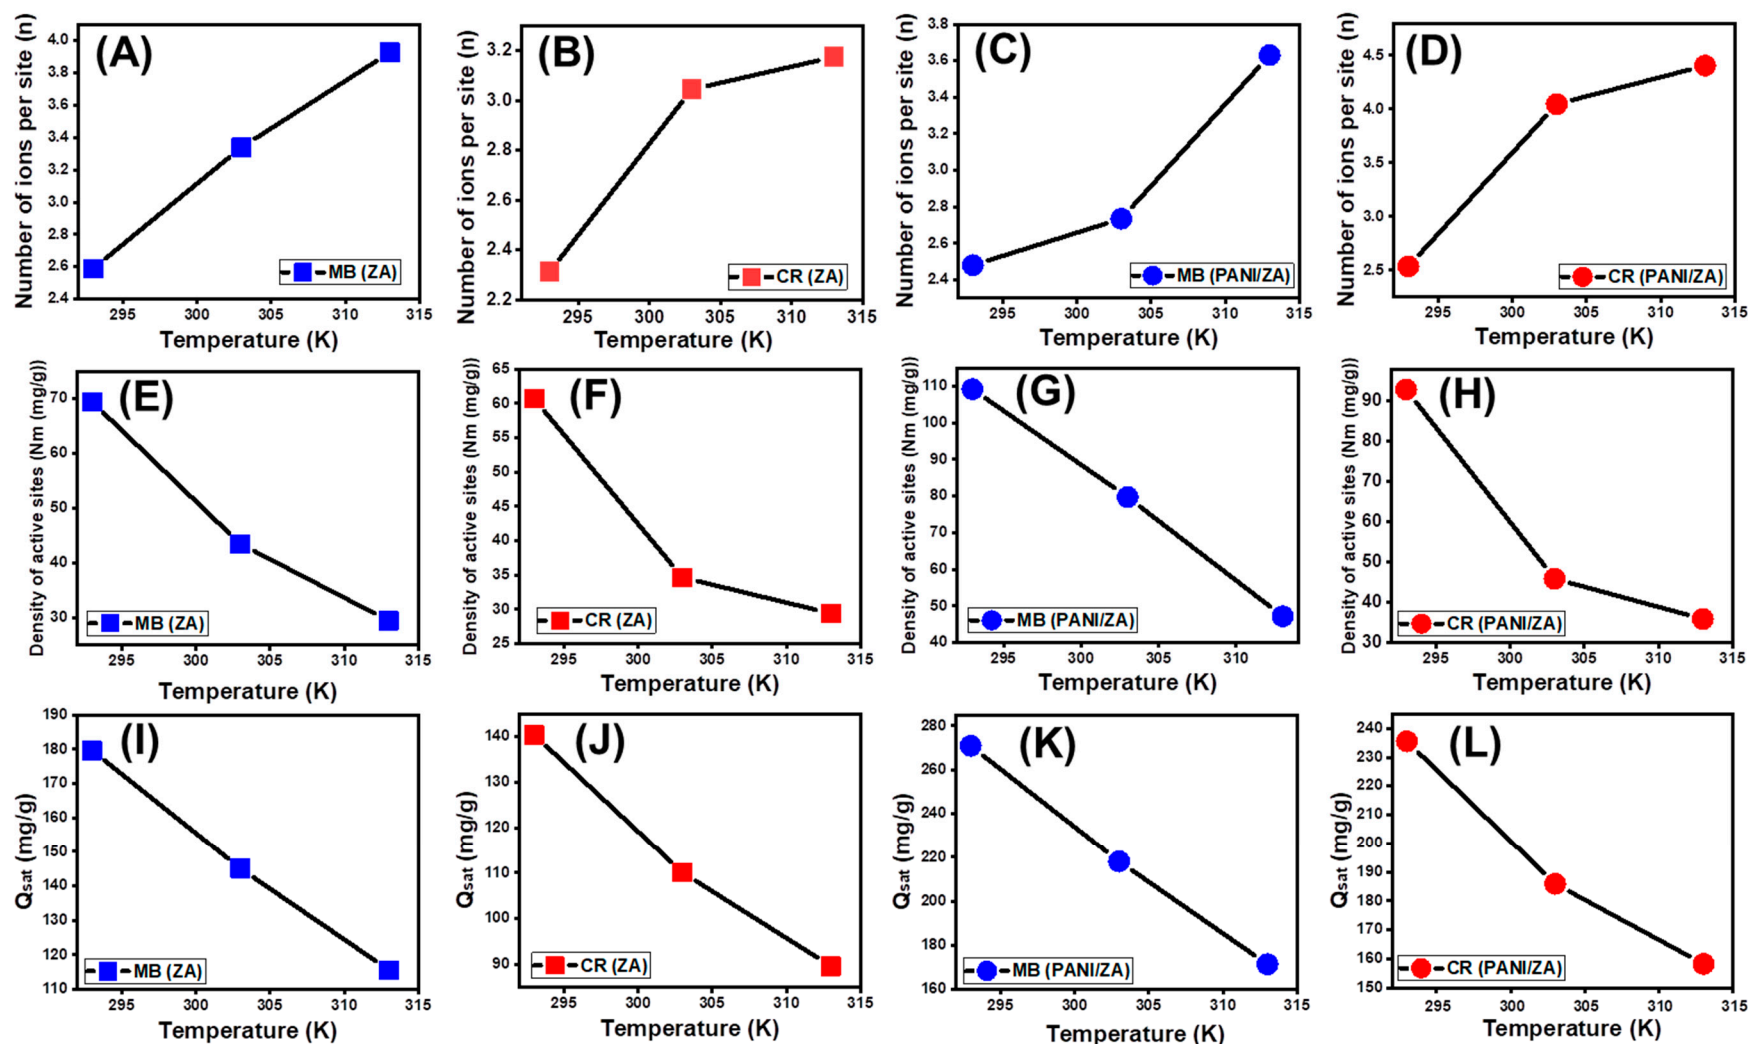 (A)
Number of ions per site (n)
4.0
3.8
3.6
3.4
3.2
3.0
2.8
2.6
2.4
MB (ZA)
295 300 305 310 315
Temperature (K)
(B)
Number of ions per site (n)
3.2
3.0
2.8
2.6
2.4
2.2
CR (ZA)
295 300 305 310 315
Temperature (K)
(C)
Number of ions per site (n)
3.8
3.6
3.4
3.2
3.0
2.8
2.6
2.4
MB (PANI/ZA)
295 300 305 310 315
Temperature (K)
(D)
Number of ions per site (n)
4.5
4.0
3.5
3.0
2.5
CR (PANI/ZA)
295 300 305 310 315
Temperature (K)
(E)
Density of active sites (Nm (mg/g))
70
60
50
40
30
MB (ZA)
295 300 305 310 315
Temperature (K)
(F)
Density of active sites (Nm (mg/g))
65
60
55
50
45
40
35
30
25
CR (ZA)
295 300 305 310 315
Temperature (K)
(G)
Density of active sites (Nm (mg/g))
110
100
90
80
70
60
50
40
MB (PANI/ZA)
295 300 305 310
Temperature (K)
(H)
Density of active sites (Nm (mg/g))
90
80
70
60
50
40
30
CR (PANI/ZA)
295 300 305 310 315
Temperature (K)
(I)
Qsat (mg/g)
190
180
170
160
150
140
130
120
110
MB (ZA)
295 300 305 310 315
Temperature (K)
(J)
Qsat (mg/g)
140
130
120
110
100
90
CR (ZA)
295 300 305 310 315
Temperature (K)
(K)
Qsat (mg/g)
280
260
240
220
200
180
160
MB (PANI/ZA)
295 300 305 310 315
Temperature (K)
(L)
Qsat (mg/g)
240
230
220
210
200
190
180
170
160
150
CR (PANI/ZA)
295 300 305 310 315
Temperature (K)